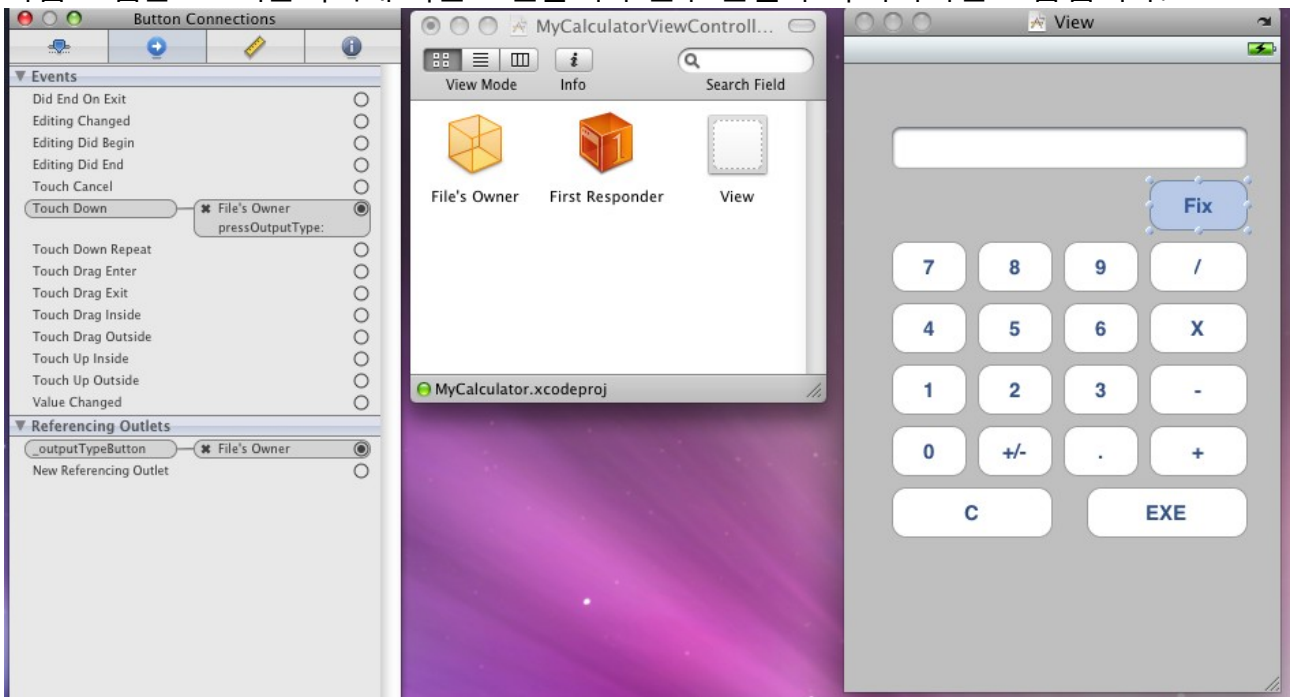 Button Connections
Events
Did End On Exit
Editing Changed
Editing Did Begin
Editing Did End
Touch Cancel
Touch Down
File's Owner
pressOutputType:
Touch Down Repeat
Touch Drag Enter
Touch Drag Exit
Touch Drag Inside
Touch Drag Outside
Touch Up Inside
Touch Up Outside
Value Changed
Referencing Outlets
_outputTypeButton
File's Owner
New Referencing Outlet
MyCalculatorViewControll...
View Mode
Info
Search Field
File's Owner
First Responder
View
MyCalculator.xcodeproj
View
Fix
7 8 9 /
4 5 6 X
1 2 3 -
0 +/- . +
C EXE